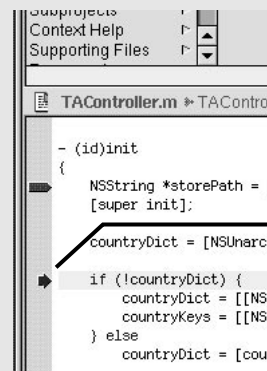 Subprojects
Context Help
Supporting Files
TAController.m TAContro
- (id)init
{
NSString *storePath =
[super init];
countryDict = [NSUnarc
if (!countryDict) {
countryDict = [[NS
countryKeys = [[NS
} else
countryDict = [cou